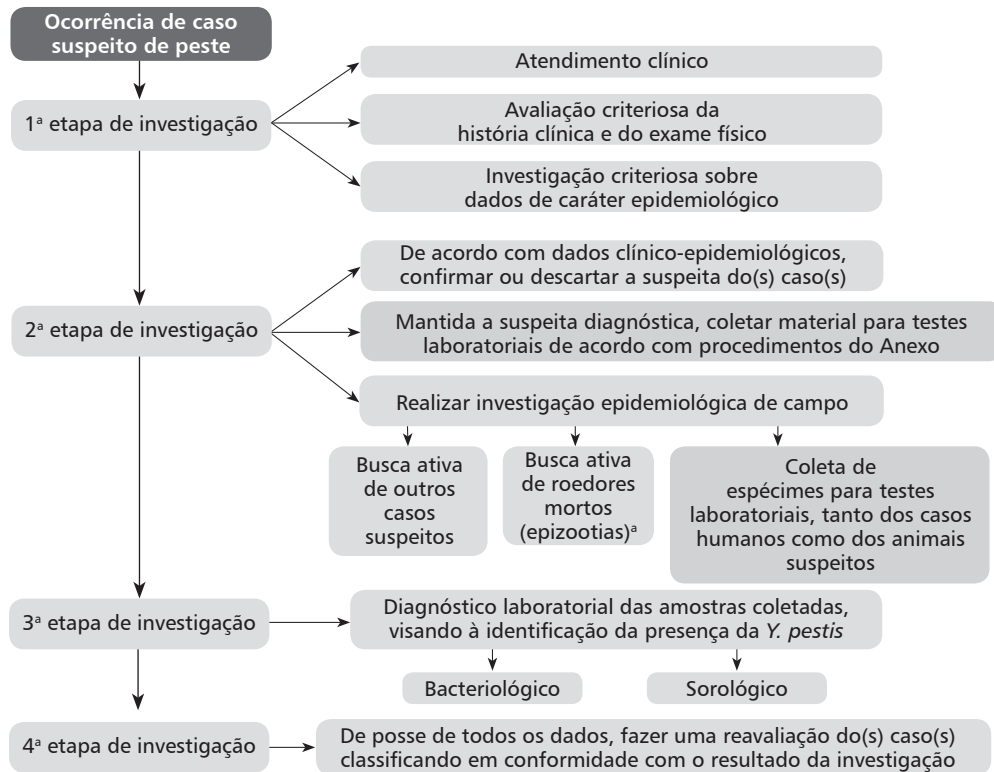 Ocorrência de caso
suspeito de peste
1ª etapa de investigação
Atendimento clínico
Avaliação criteriosa da
história clínica e do exame físico
Investigação criteriosa sobre
dados de caráter epidemiológico
2ª etapa de investigação
De acordo com dados clínico-epidemiológicos,
confirmar ou descartar a suspeita do(s) caso(s)
Mantida a suspeita diagnóstica, coletar material para testes
laboratoriais de acordo com procedimentos do Anexo
Realizar investigação epidemiológica de campo
Busca ativa
de outros
casos
suspeitos
Busca ativa
de roedores
mortos
(epizootias)ª
Coleta de
espécimes para testes
laboratoriais, tanto dos casos
humanos como dos animais
suspeitos
3ª etapa de investigação
Diagnóstico laboratorial das amostras coletadas,
visando à identificação da presença da Y. pestis
Bacteriológico
Sorológico
4ª etapa de investigação
De posse de todos os dados, fazer uma reavaliação do(s) caso(s)
classificando em conformidade com o resultado da investigação